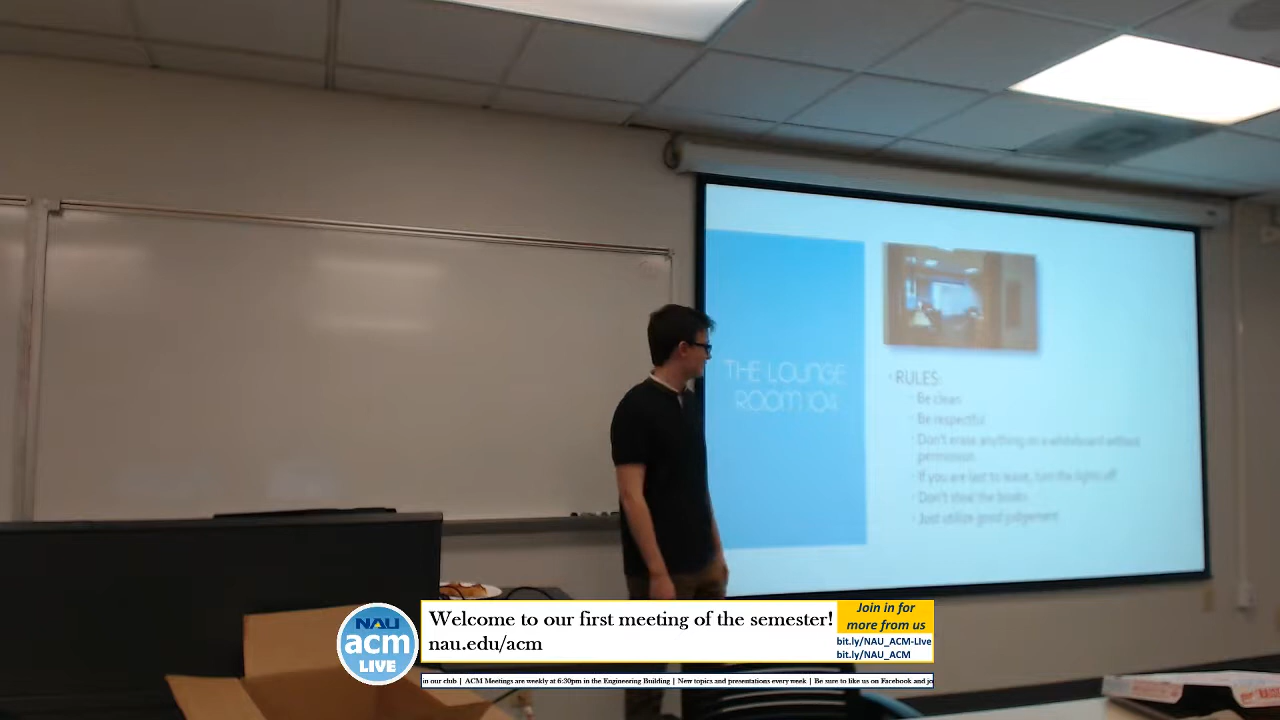 THE LOUNGE
ROOM 104
RULES:
Be clean
Be respectful
Don't erase anything on a whiteboard without
permission
If you are last to leave, turn the lights off
Don't steal the books
Just utilize good judgement
NAU
acm
LIVE
Welcome to our first meeting of the semester!
nau.edu/acm
Join in for
more from us
bit.ly/NAU_ACM-Live
bit.ly/NAU_ACM
in our club | ACM Meetings are weekly at 6:30pm in the Engineering Building | New topics and presentations every week | Be sure to like us on Facebook and jo